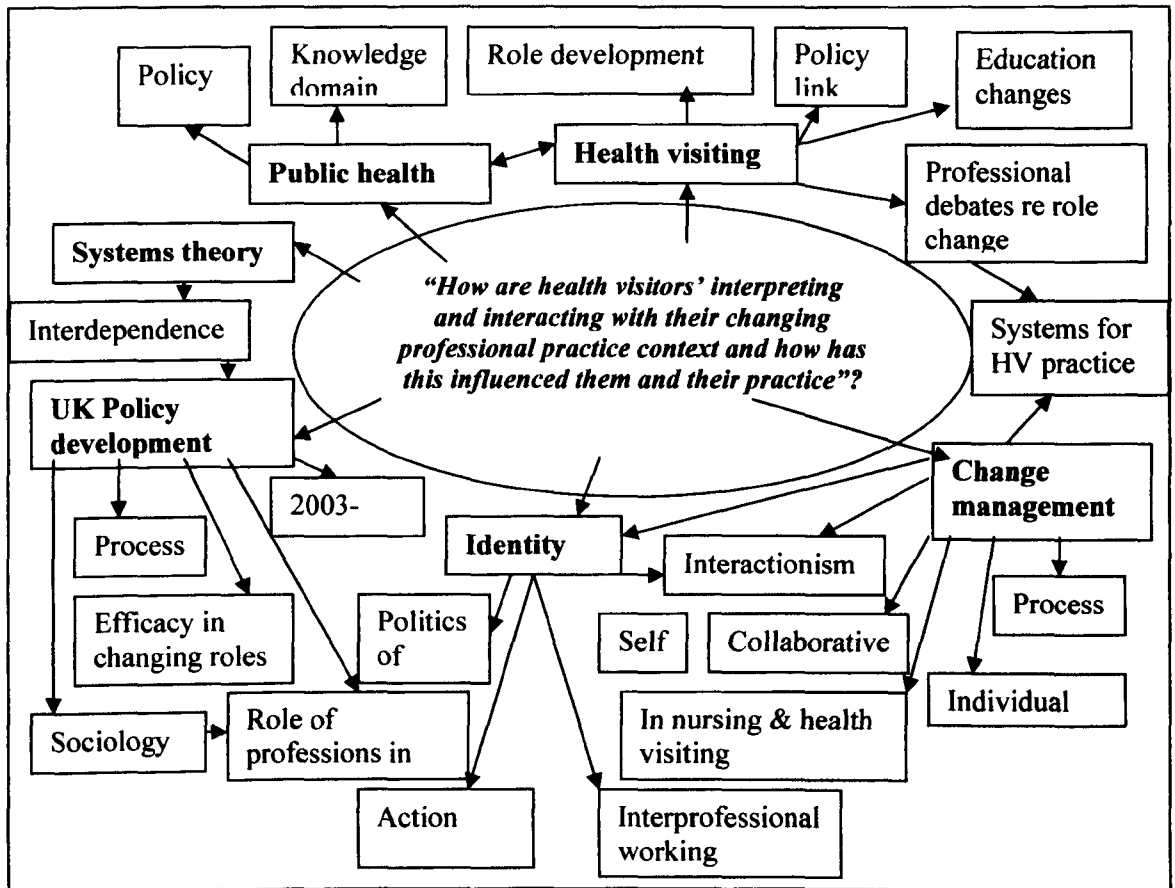 Policy
Knowledge
domain
Role development
Policy
link
Education
changes
Public health
Health visiting
Professional
debates re role
change
Systems theory
Interdependence
"How are health visitors' interpreting
and interacting with their changing
professional practice context and how has
this influenced them and their practice"?
Systems for
HV practice
UK Policy
development
2003-
Change
management
Process
Identity
Interactionism
Process
Efficacy in
changing roles
Politics
of
Self
Collaborative
Individual
Sociology
Role of
professions in
In nursing & health
visiting
Action
Interprofessional
working